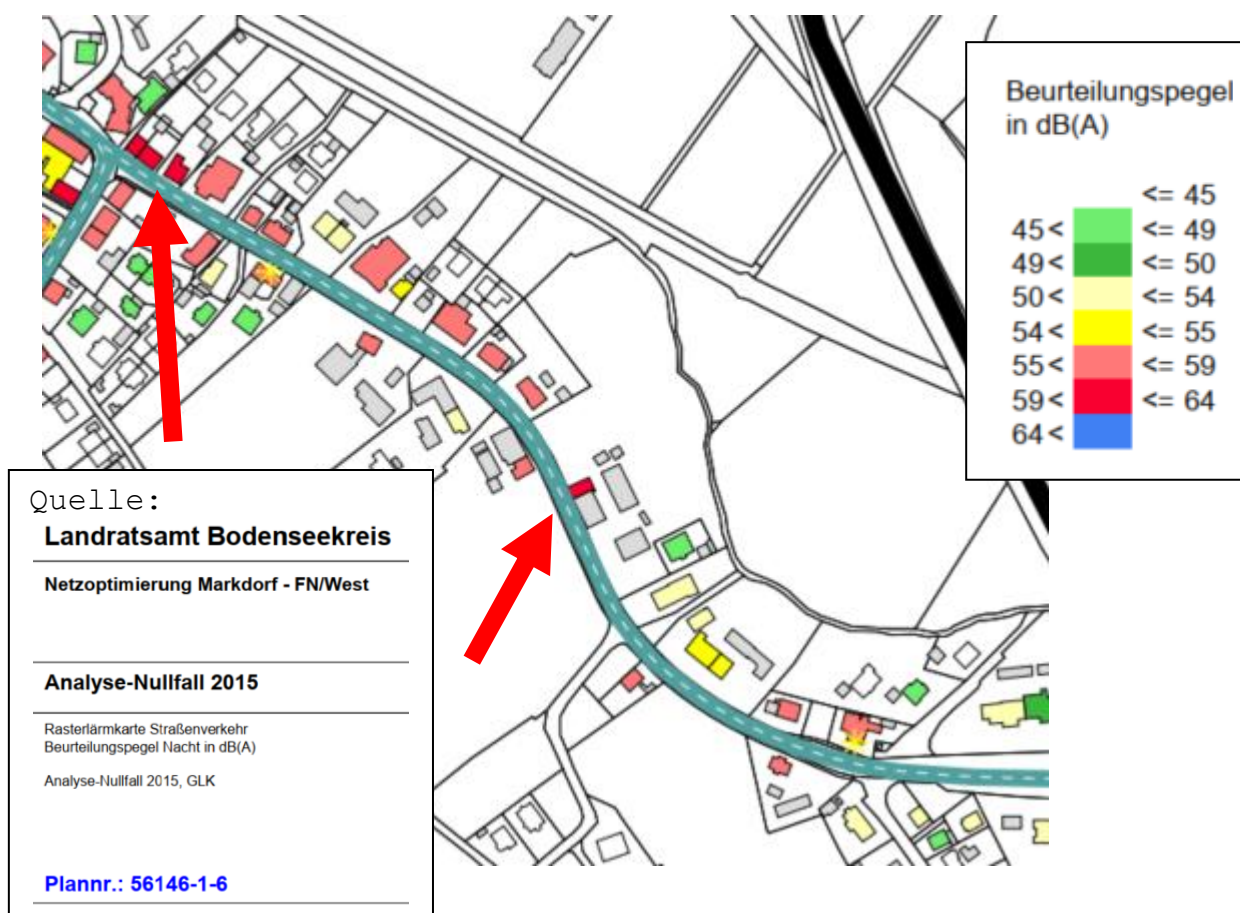 Beurteilungspegel
in dB(A)
<= 45
45< <= 49
49< <= 50
50< <= 54
54< <= 55
55< <= 59
59< <= 64
64<
Quelle:
Landratsamt Bodenseekreis
Netzoptimierung Markdorf - FN/West
Analyse-Nullfall 2015
Rasterlärmkarte Straßenverkehr
Beurteilungspegel Nacht in dB(A)
Analyse-Nullfall 2015, GLK
Plannr.: 56146-1-6